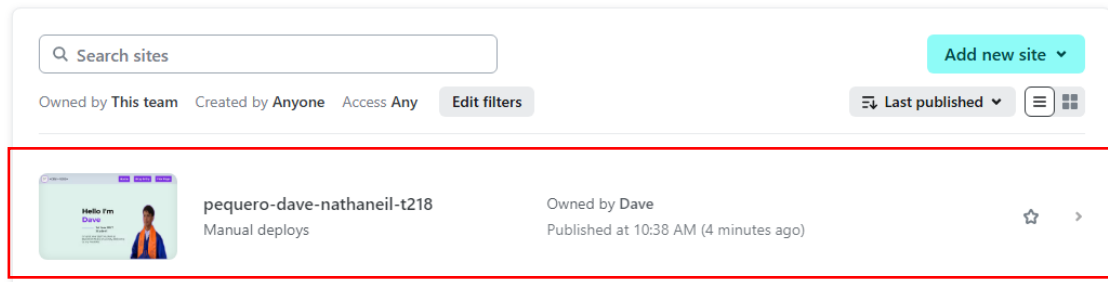 Search sites
Add new site
Owned by This team Created by Anyone Access Any Edit filters
Last published
Hello I'm
Dave
pequero-dave-nathaneil-t218
Manual deploys
Owned by Dave
Published at 10:38 AM (4 minutes ago)